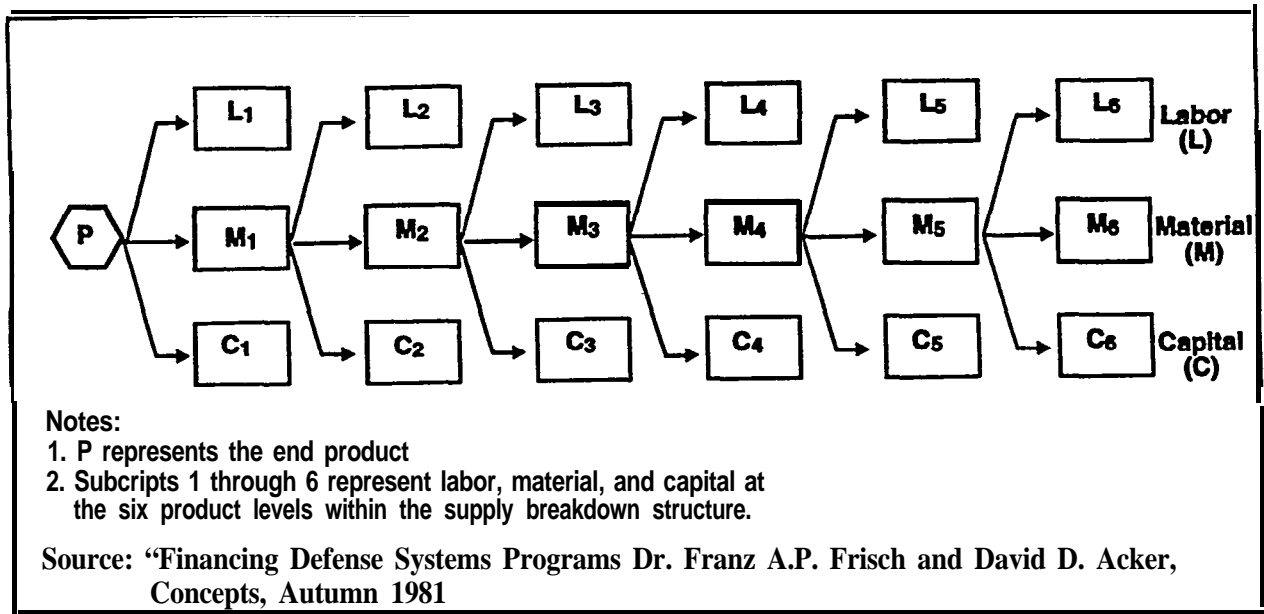 L1 L2 L3 L4 L5 L6 Labor
(L)
P M1 M2 M3 M4 M5 M6 Material
(M)
C1 C2 C3 C4 C5 C6 Capital
(C)
Notes:
1. P represents the end product
2. Subcripts 1 through 6 represent labor, material, and capital at
the six product levels within the supply breakdown structure.
Source: “Financing Defense Systems Programs Dr. Franz A.P. Frisch and David D. Acker,
Concepts, Autumn 1981